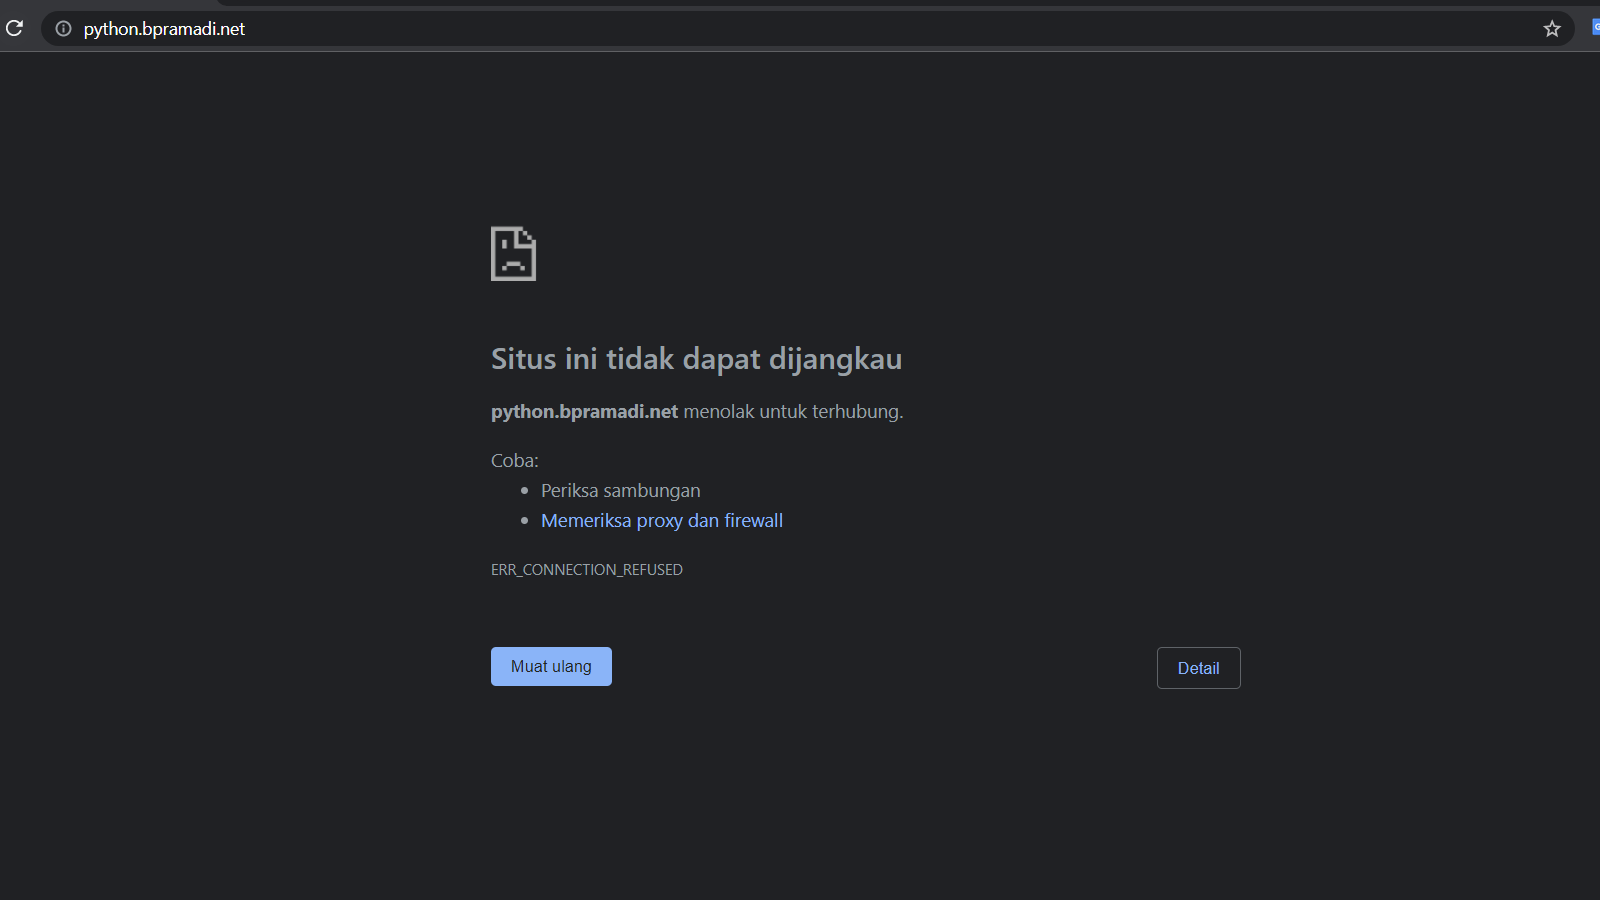 python.bpramadi.net
Situs ini tidak dapat dijangkau
python.bpramadi.net menolak untuk terhubung.
Coba:
• Periksa sambungan
• Memeriksa proxy dan firewall
ERR_CONNECTION_REFUSED
Muat ulang
Detail